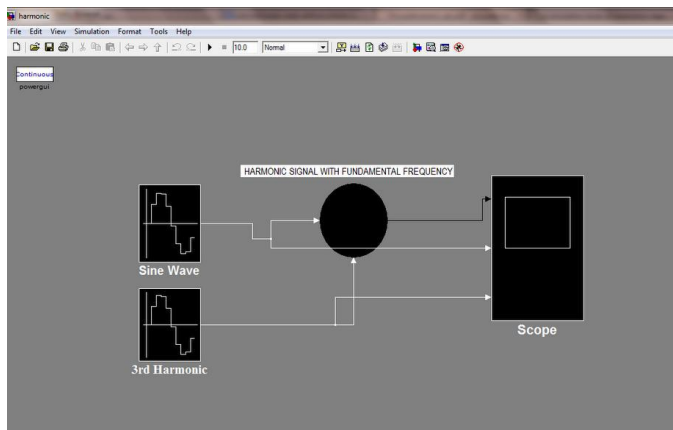 harmonic
File Edit View Simulation Format Tools Help
10.0 Normal
Continuous
powergui
HARMONIC SIGNAL WITH FUNDAMENTAL FREQUENCY
Sine Wave
Scope
3rd Harmonic